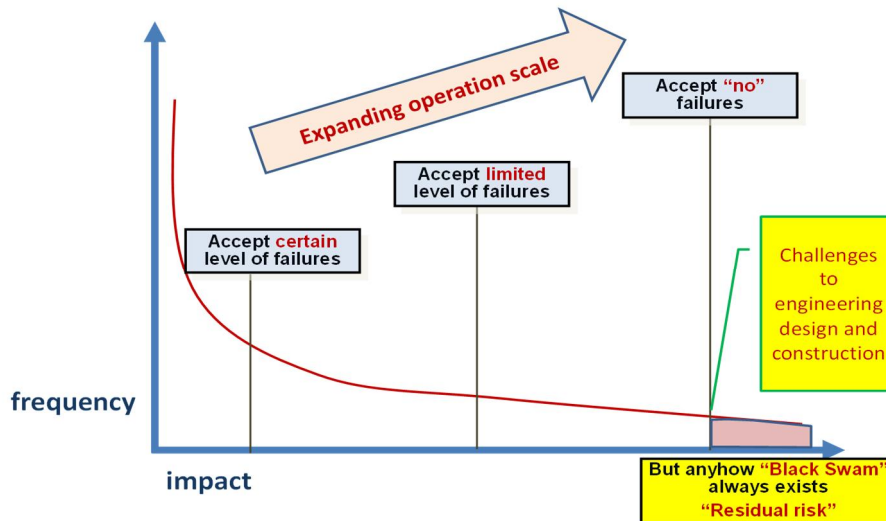 Expanding operation scale
Accept "no"
failures
Accept limited
level of failures
Accept certain
level of failures
Challenges
to
engineering
design and
construction
frequency
impact
But anyhow "Black Swam"
always exists
"Residual risk"